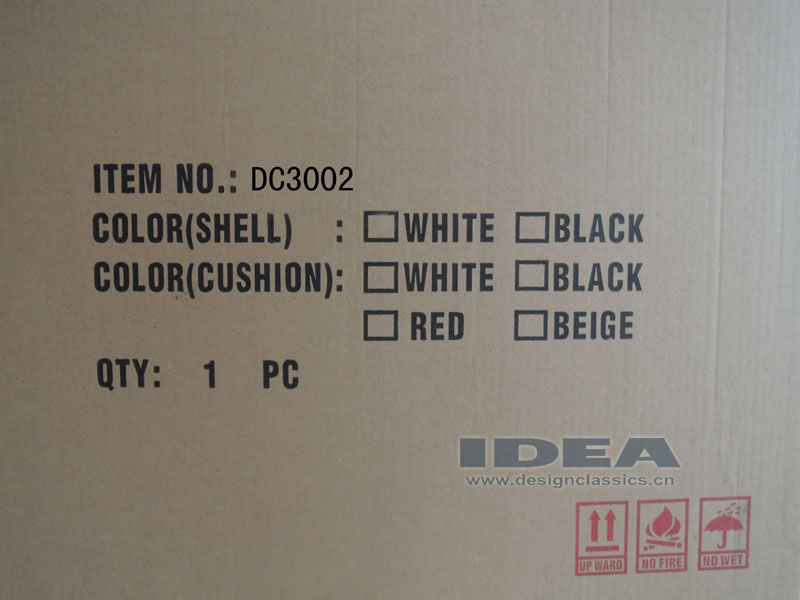 ITEM NO.: DC3002
COLOR(SHELL) : □WHITE □BLACK
COLOR(CUSHION): □WHITE □BLACK
□ RED □BEIGE
QTY: 1 PC
IDEA
www.designclassics.cn
UP WARD NO FIRE NO WET